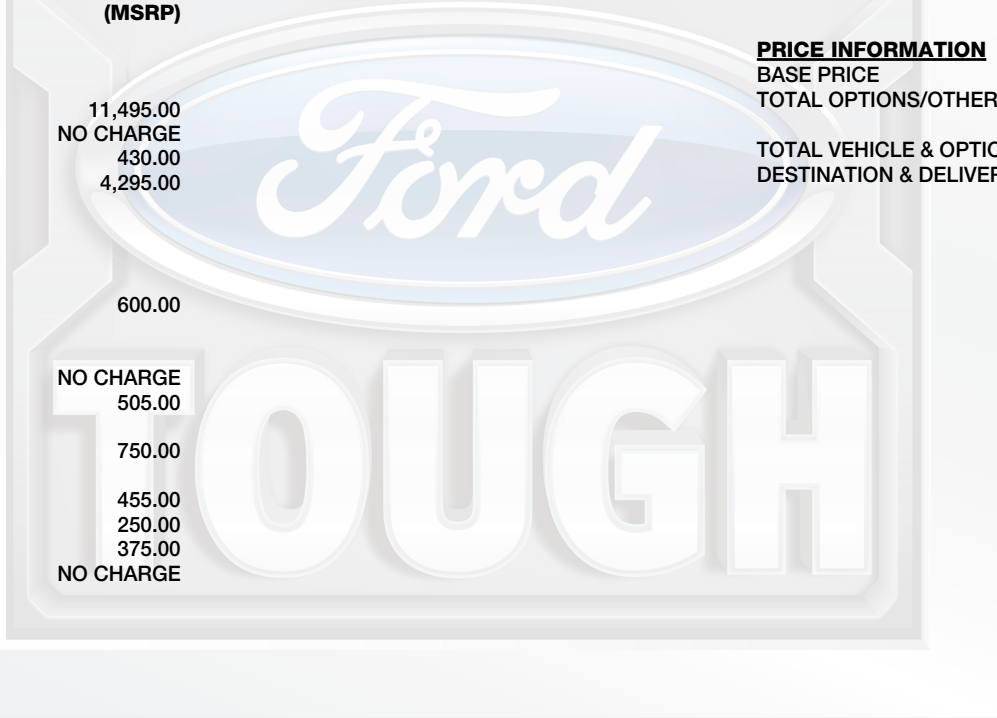 (MSRP)
11,495.00
NO CHARGE
430.00
4,295.00
600.00
NO CHARGE
505.00
750.00
455.00
250.00
375.00
NO CHARGE
PRICE INFORMATION
BASE PRICE
TOTAL OPTIONS/OTHER
TOTAL VEHICLE & OPTIO
DESTINATION & DELIVER
Ford
TOUGH